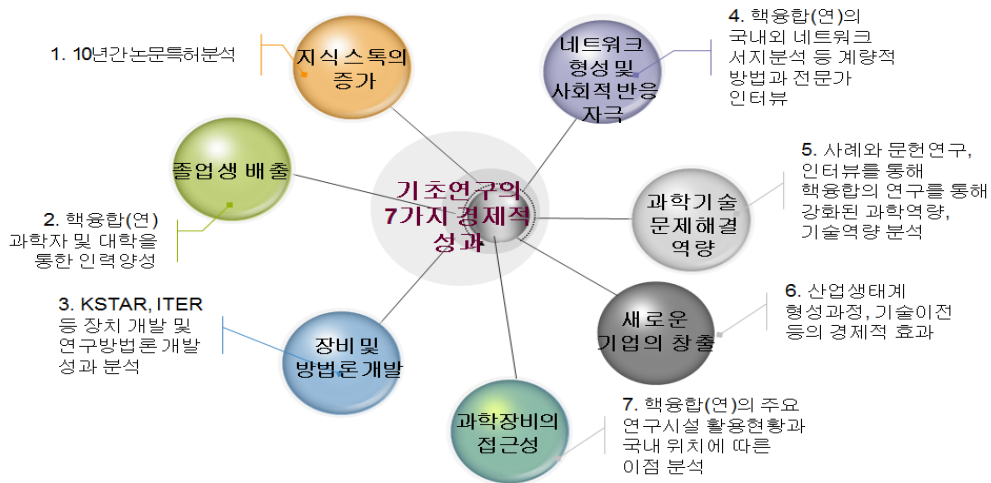 기초연구의
7가지 경제적
성과
지식 스톡의
증가
1. 10년간 논문특허분석
졸업생 배출
2. 핵융합(연)
과학자 및 대학을
통한 인력양성
장비 및
방법론 개발
3. KSTAR, ITER
등 장치 개발 및
연구방법론 개발
성과 분석
네트워크
형성 및
사회적 반응
자극
4. 핵융합(연)의
국내외 네트워크
서지분석 등 계량적
방법과 전문가
인터뷰
과학기술
문제해결
역량
5. 사례와 문헌연구,
인터뷰를 통해
핵융합의 연구를 통해
강화된 과학역량,
기술역량 분석
새로운
기업의 창출
6. 산업생태계
형성과정, 기술이전
등의 경제적 효과
과학장비의
접근성
7. 핵융합(연)의 주요
연구시설 활용현황과
국내 위치에 따른
이점 분석